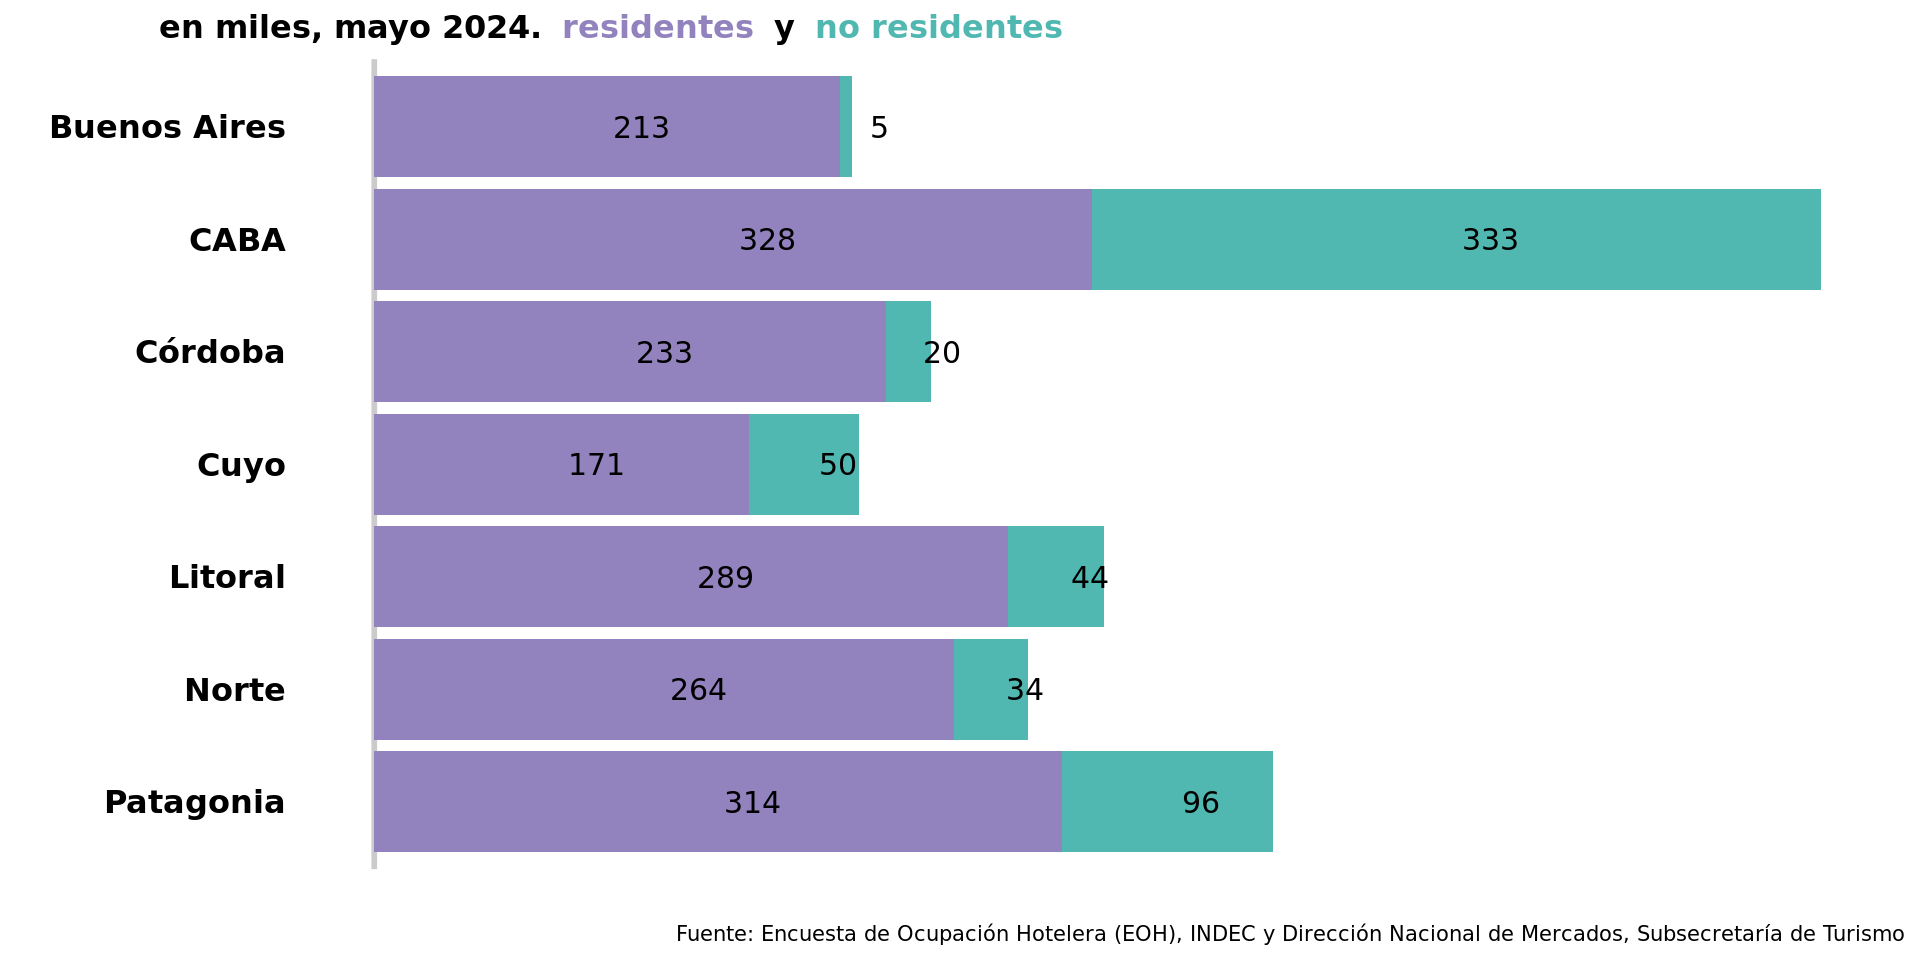 en miles, mayo 2024. residentes y no residentes
Buenos Aires 213 5
CABA 328 333
Córdoba 233 20
Cuyo 171 50
Litoral 289 44
Norte 264 34
Patagonia 314 96
Fuente: Encuesta de Ocupación Hotelera (EOH), INDEC y Dirección Nacional de Mercados, Subsecretaría de Turismo